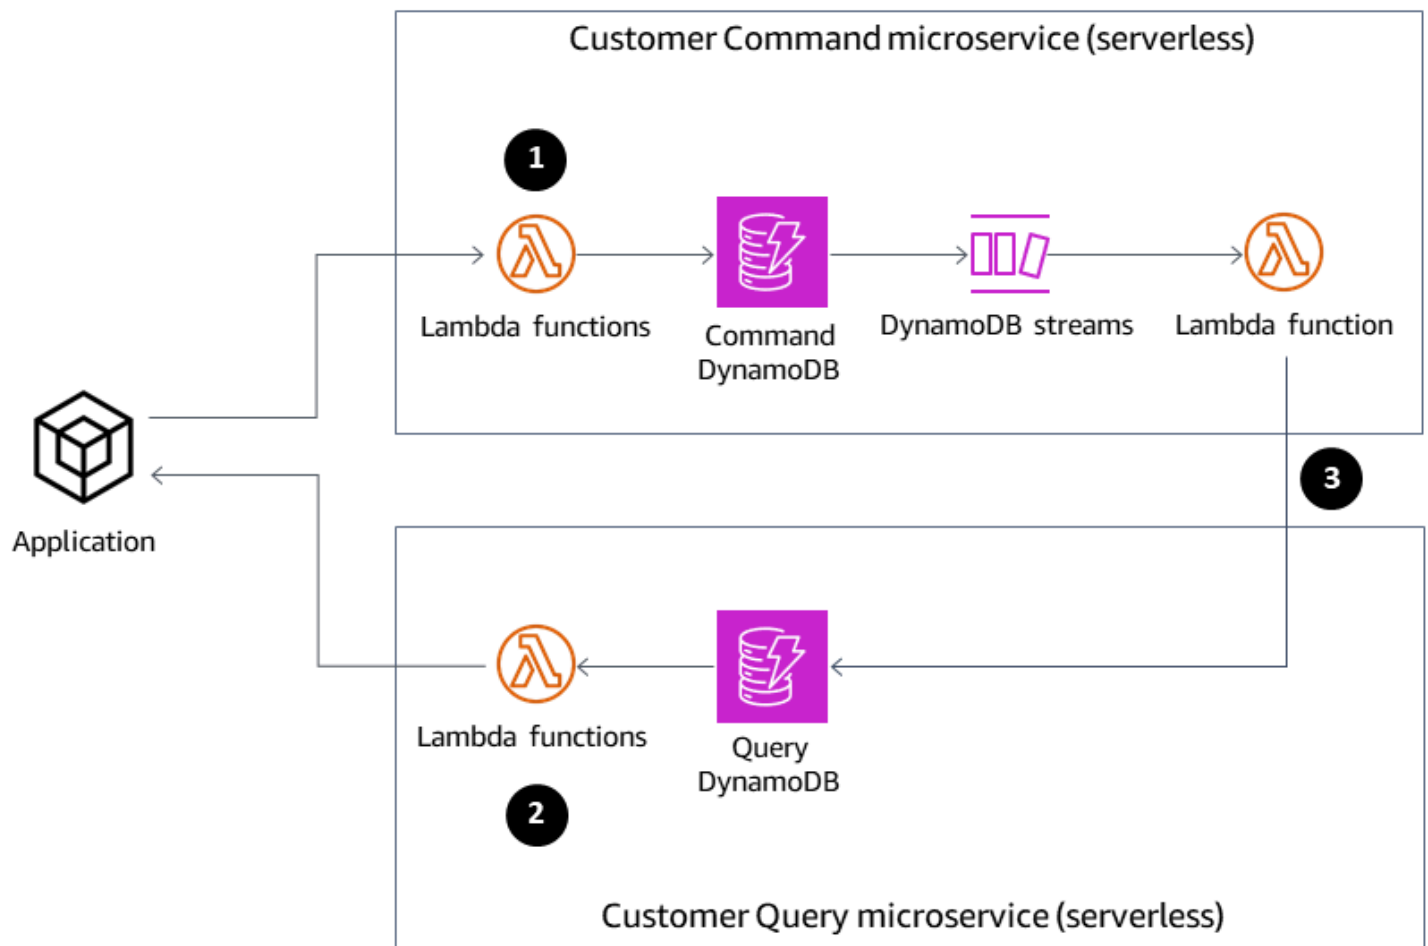 Customer Command microservice (serverless)
1
Lambda functions
Command
DynamoDB
DynamoDB streams
Lambda function
3
Application
Lambda functions
Query
DynamoDB
2
Customer Query microservice (serverless)